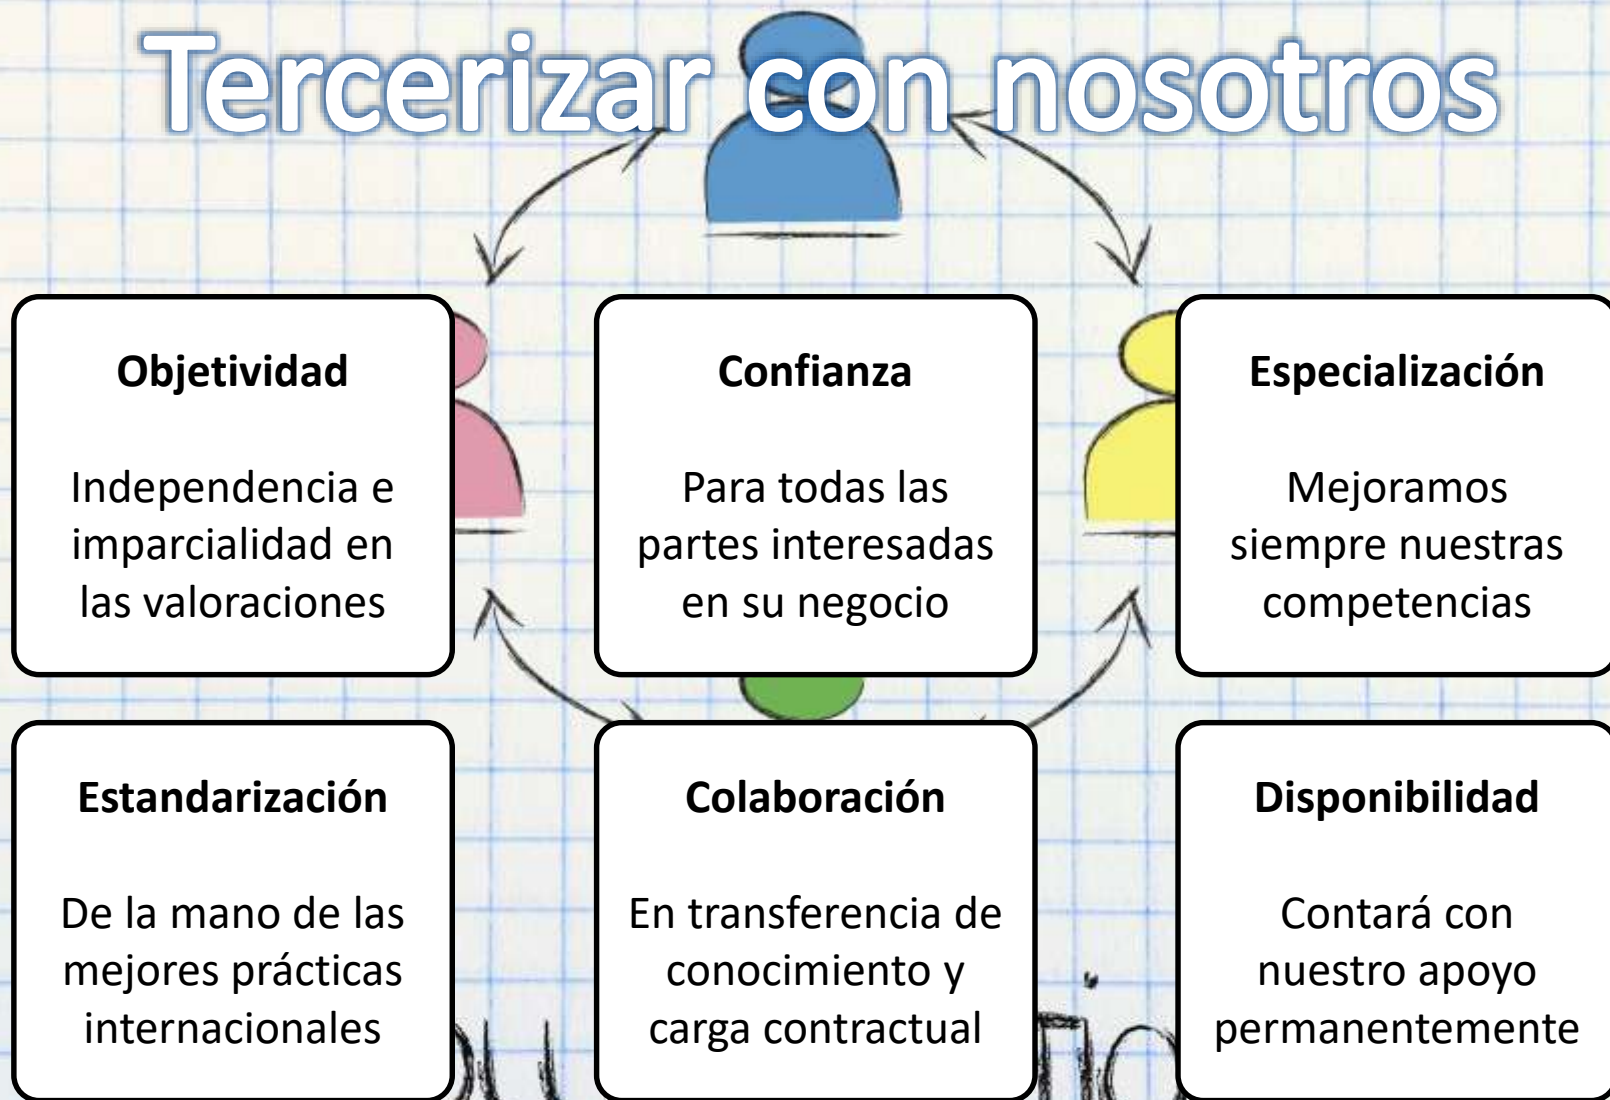 Tercerizar con nosotros
Objetividad
Independencia e
imparcialidad en
las valoraciones
Confianza
Para todas las
partes interesadas
en su negocio
Especialización
Mejoramos
siempre nuestras
competencias
Estandarización
De la mano de las
mejores prácticas
internacionales
Colaboración
En transferencia de
conocimiento y
carga contractual
Disponibilidad
Contará con
nuestro apoyo
permanentemente